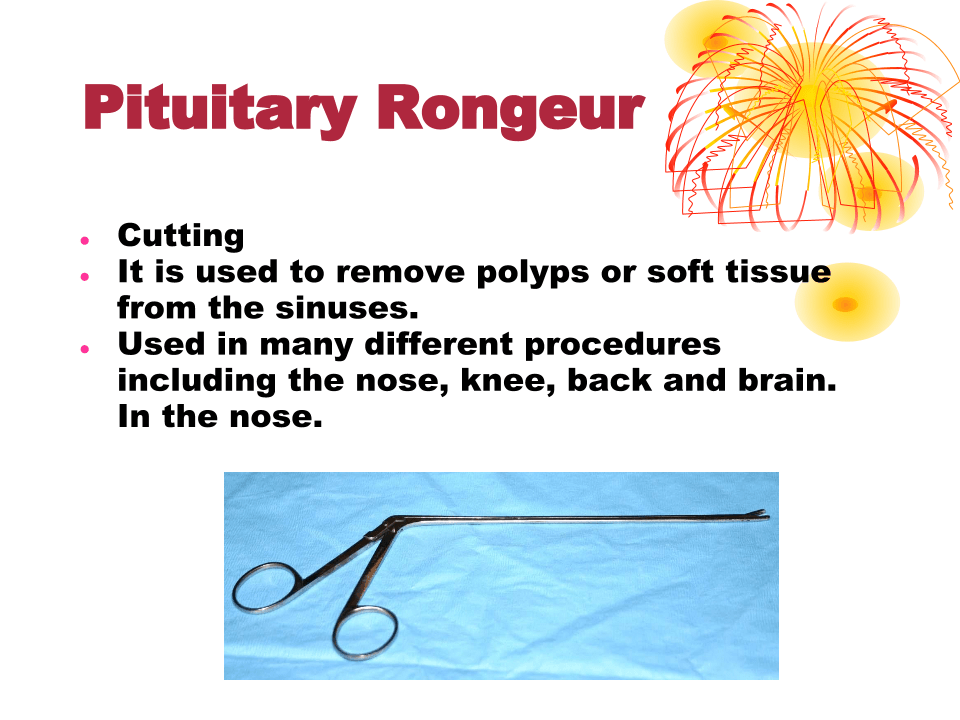 Pituitary Rongeur
Cutting
It is used to remove polyps or soft tissue
from the sinuses.
Used in many different procedures
including the nose, knee, back and brain.
In the nose.